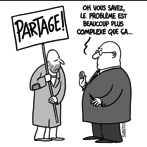 PARTAGE!
OH VOUS SAVEZ,
LE PROBLÈME EST
BEAUCOUP PLUS
COMPLEXE QUE ÇA...